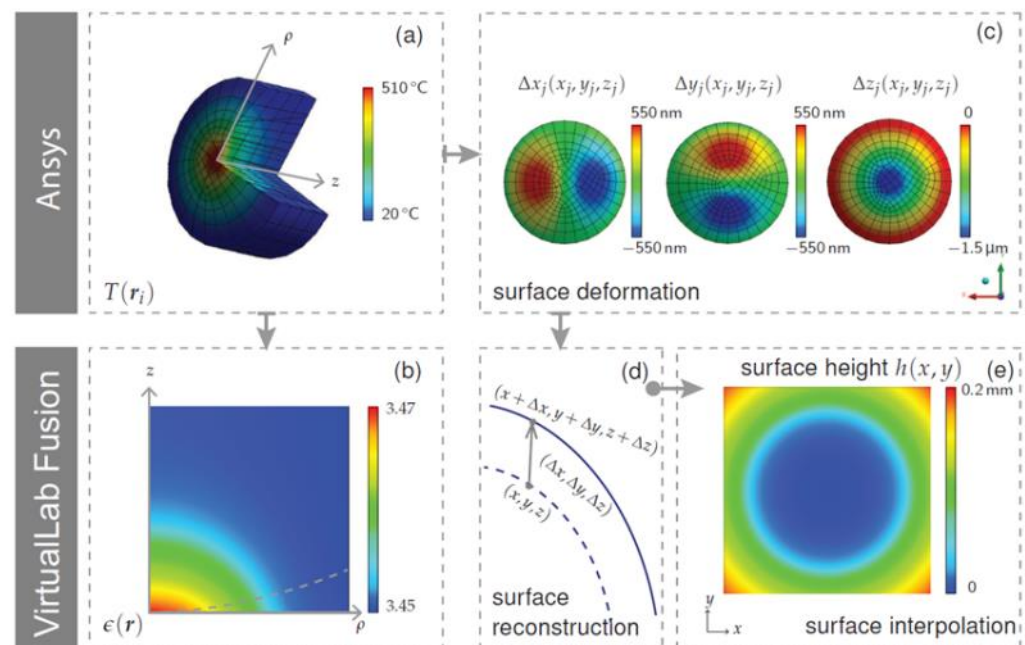 Ansys
(a)
ρ
510 °C
z
20 °C
T(rᵢ)
(c)
Δxⱼ(xⱼ, yⱼ, zⱼ)
Δyⱼ(xⱼ, yⱼ, zⱼ)
Δzⱼ(xⱼ, yⱼ, zⱼ)
550 nm
550 nm
0
−550 nm
−550 nm
−1.5 μm
surface deformation
VirtualLab Fusion
(b)
z
3.47
3.45
ϵ(r)
ρ
(d)
(x + Δx, y + Δy, z + Δz)
(Δx, Δy, Δz)
(x, y, z)
surface
reconstruction
surface height h(x, y)
(e)
0.2 mm
0
y
x
surface interpolation